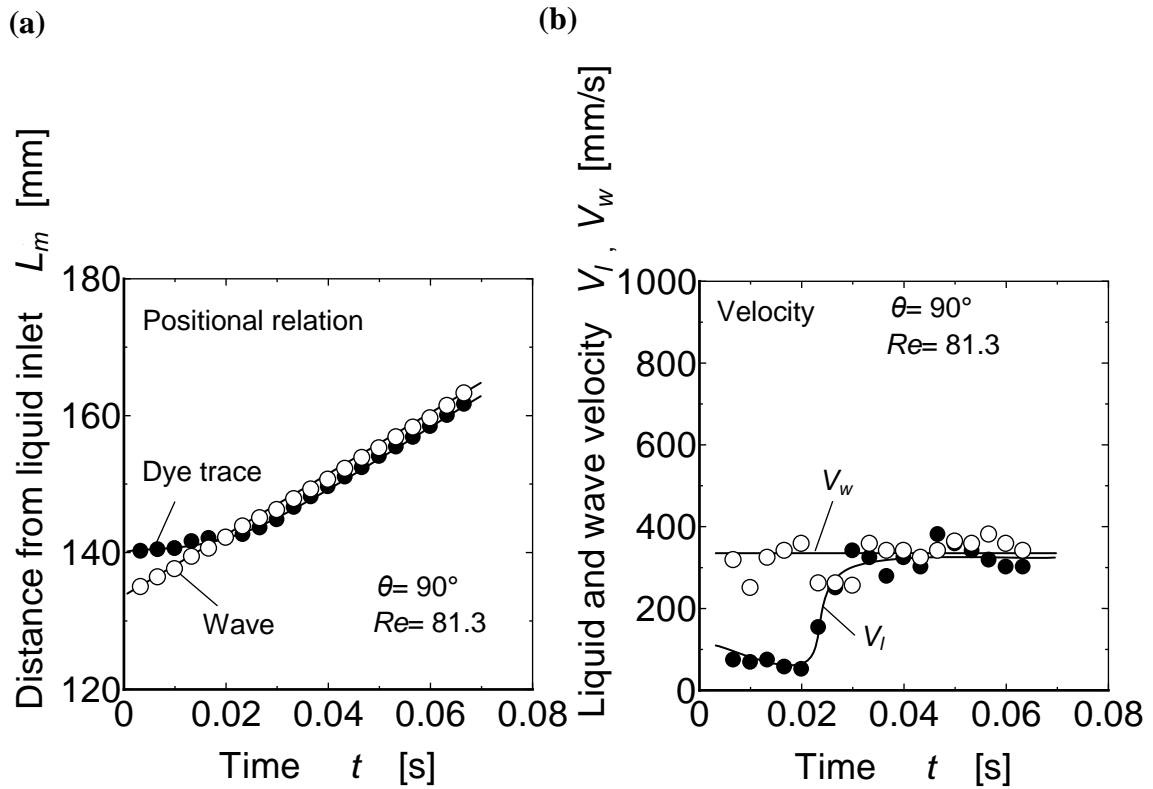 (a)
Distance from liquid inlet L_m [mm]
180
160
140
120
Positional relation
Dye trace
Wave
θ= 90°
Re= 81.3
0 0.02 0.04 0.06 0.08
Time t [s]
(b)
Liquid and wave velocity V_l , V_w [mm/s]
1000
800
600
400
200
0
Velocity
θ= 90°
Re= 81.3
V_w
V_l
0 0.02 0.04 0.06 0.08
Time t [s]